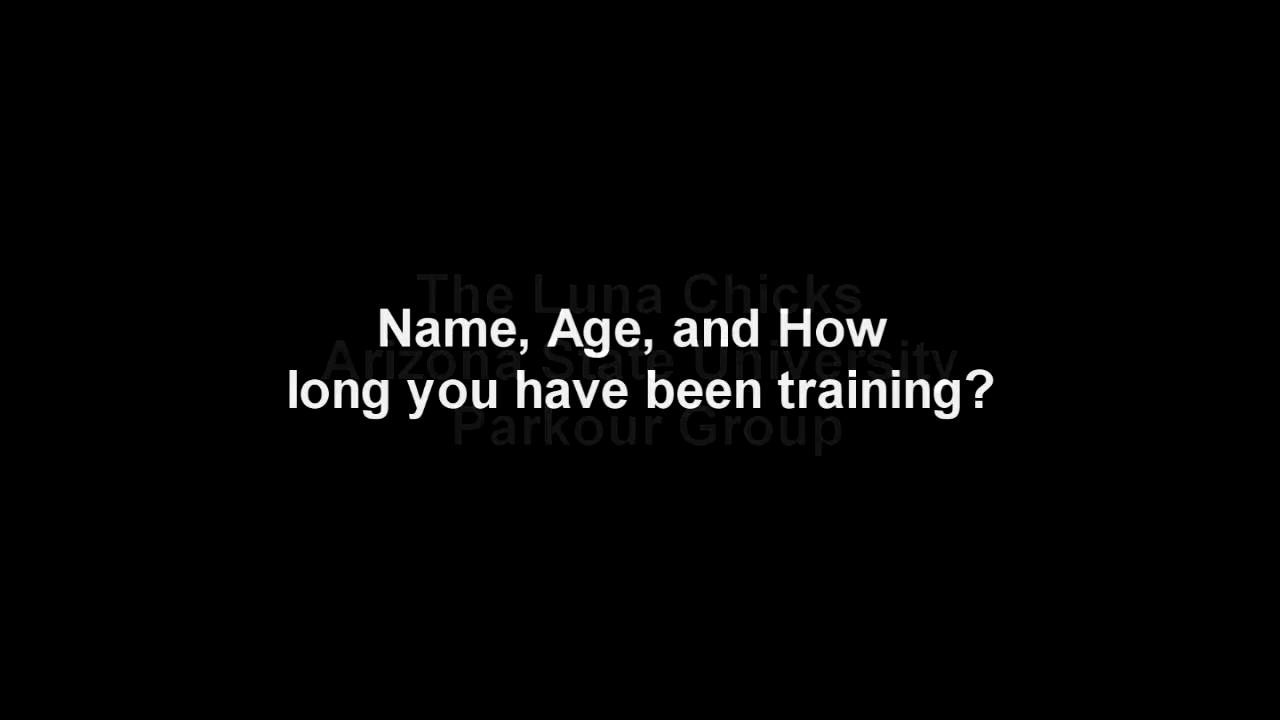 The Luna Chicks
Name, Age, and How
Arizona State University
long you have been training?
Parkour Group